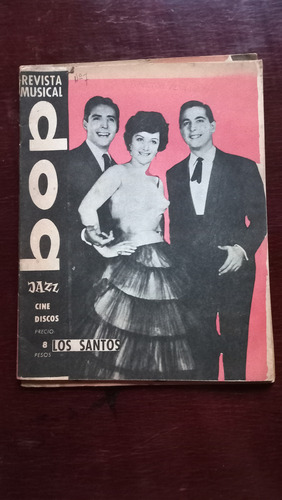 REVISTA
MUSICAL
pop
JAZZ
CINE
DISCOS
PRECIO
8
PESOS
LOS SANTOS